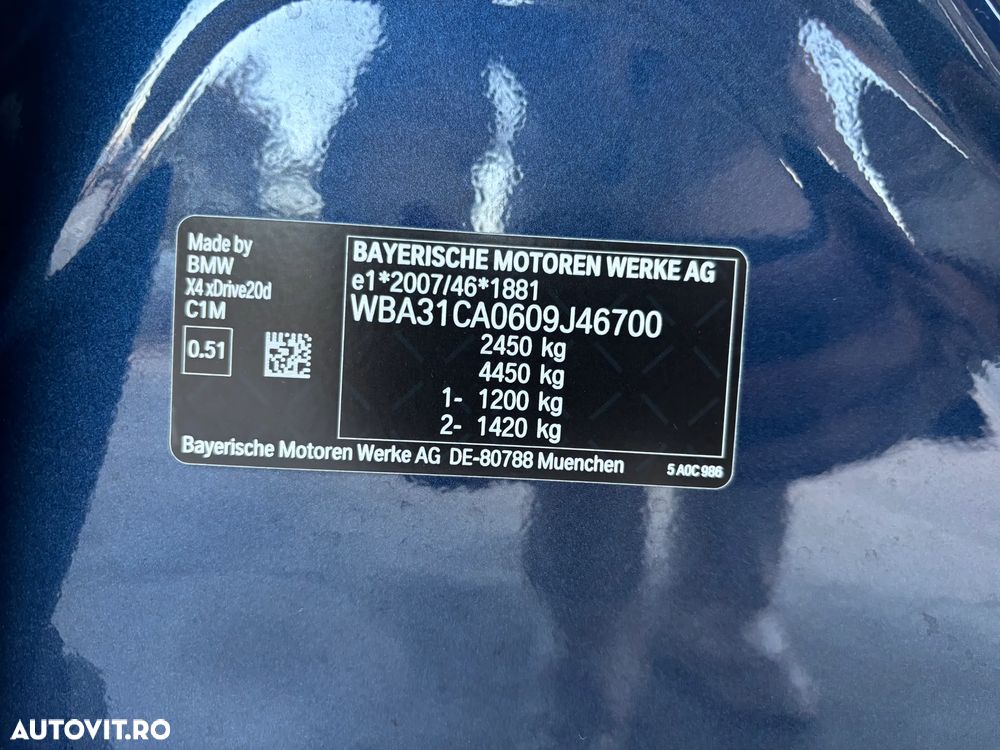 Made by
BMW
X4 xDrive20d
C1M
0.51
BAYERISCHE MOTOREN WERKE AG
e1*2007/46*1881
WBA31CA0609J46700
2450 kg
4450 kg
1- 1200 kg
2- 1420 kg
Bayerische Motoren Werke AG DE-80788 Muenchen
5 A0C 986
AUTOVIT.RO